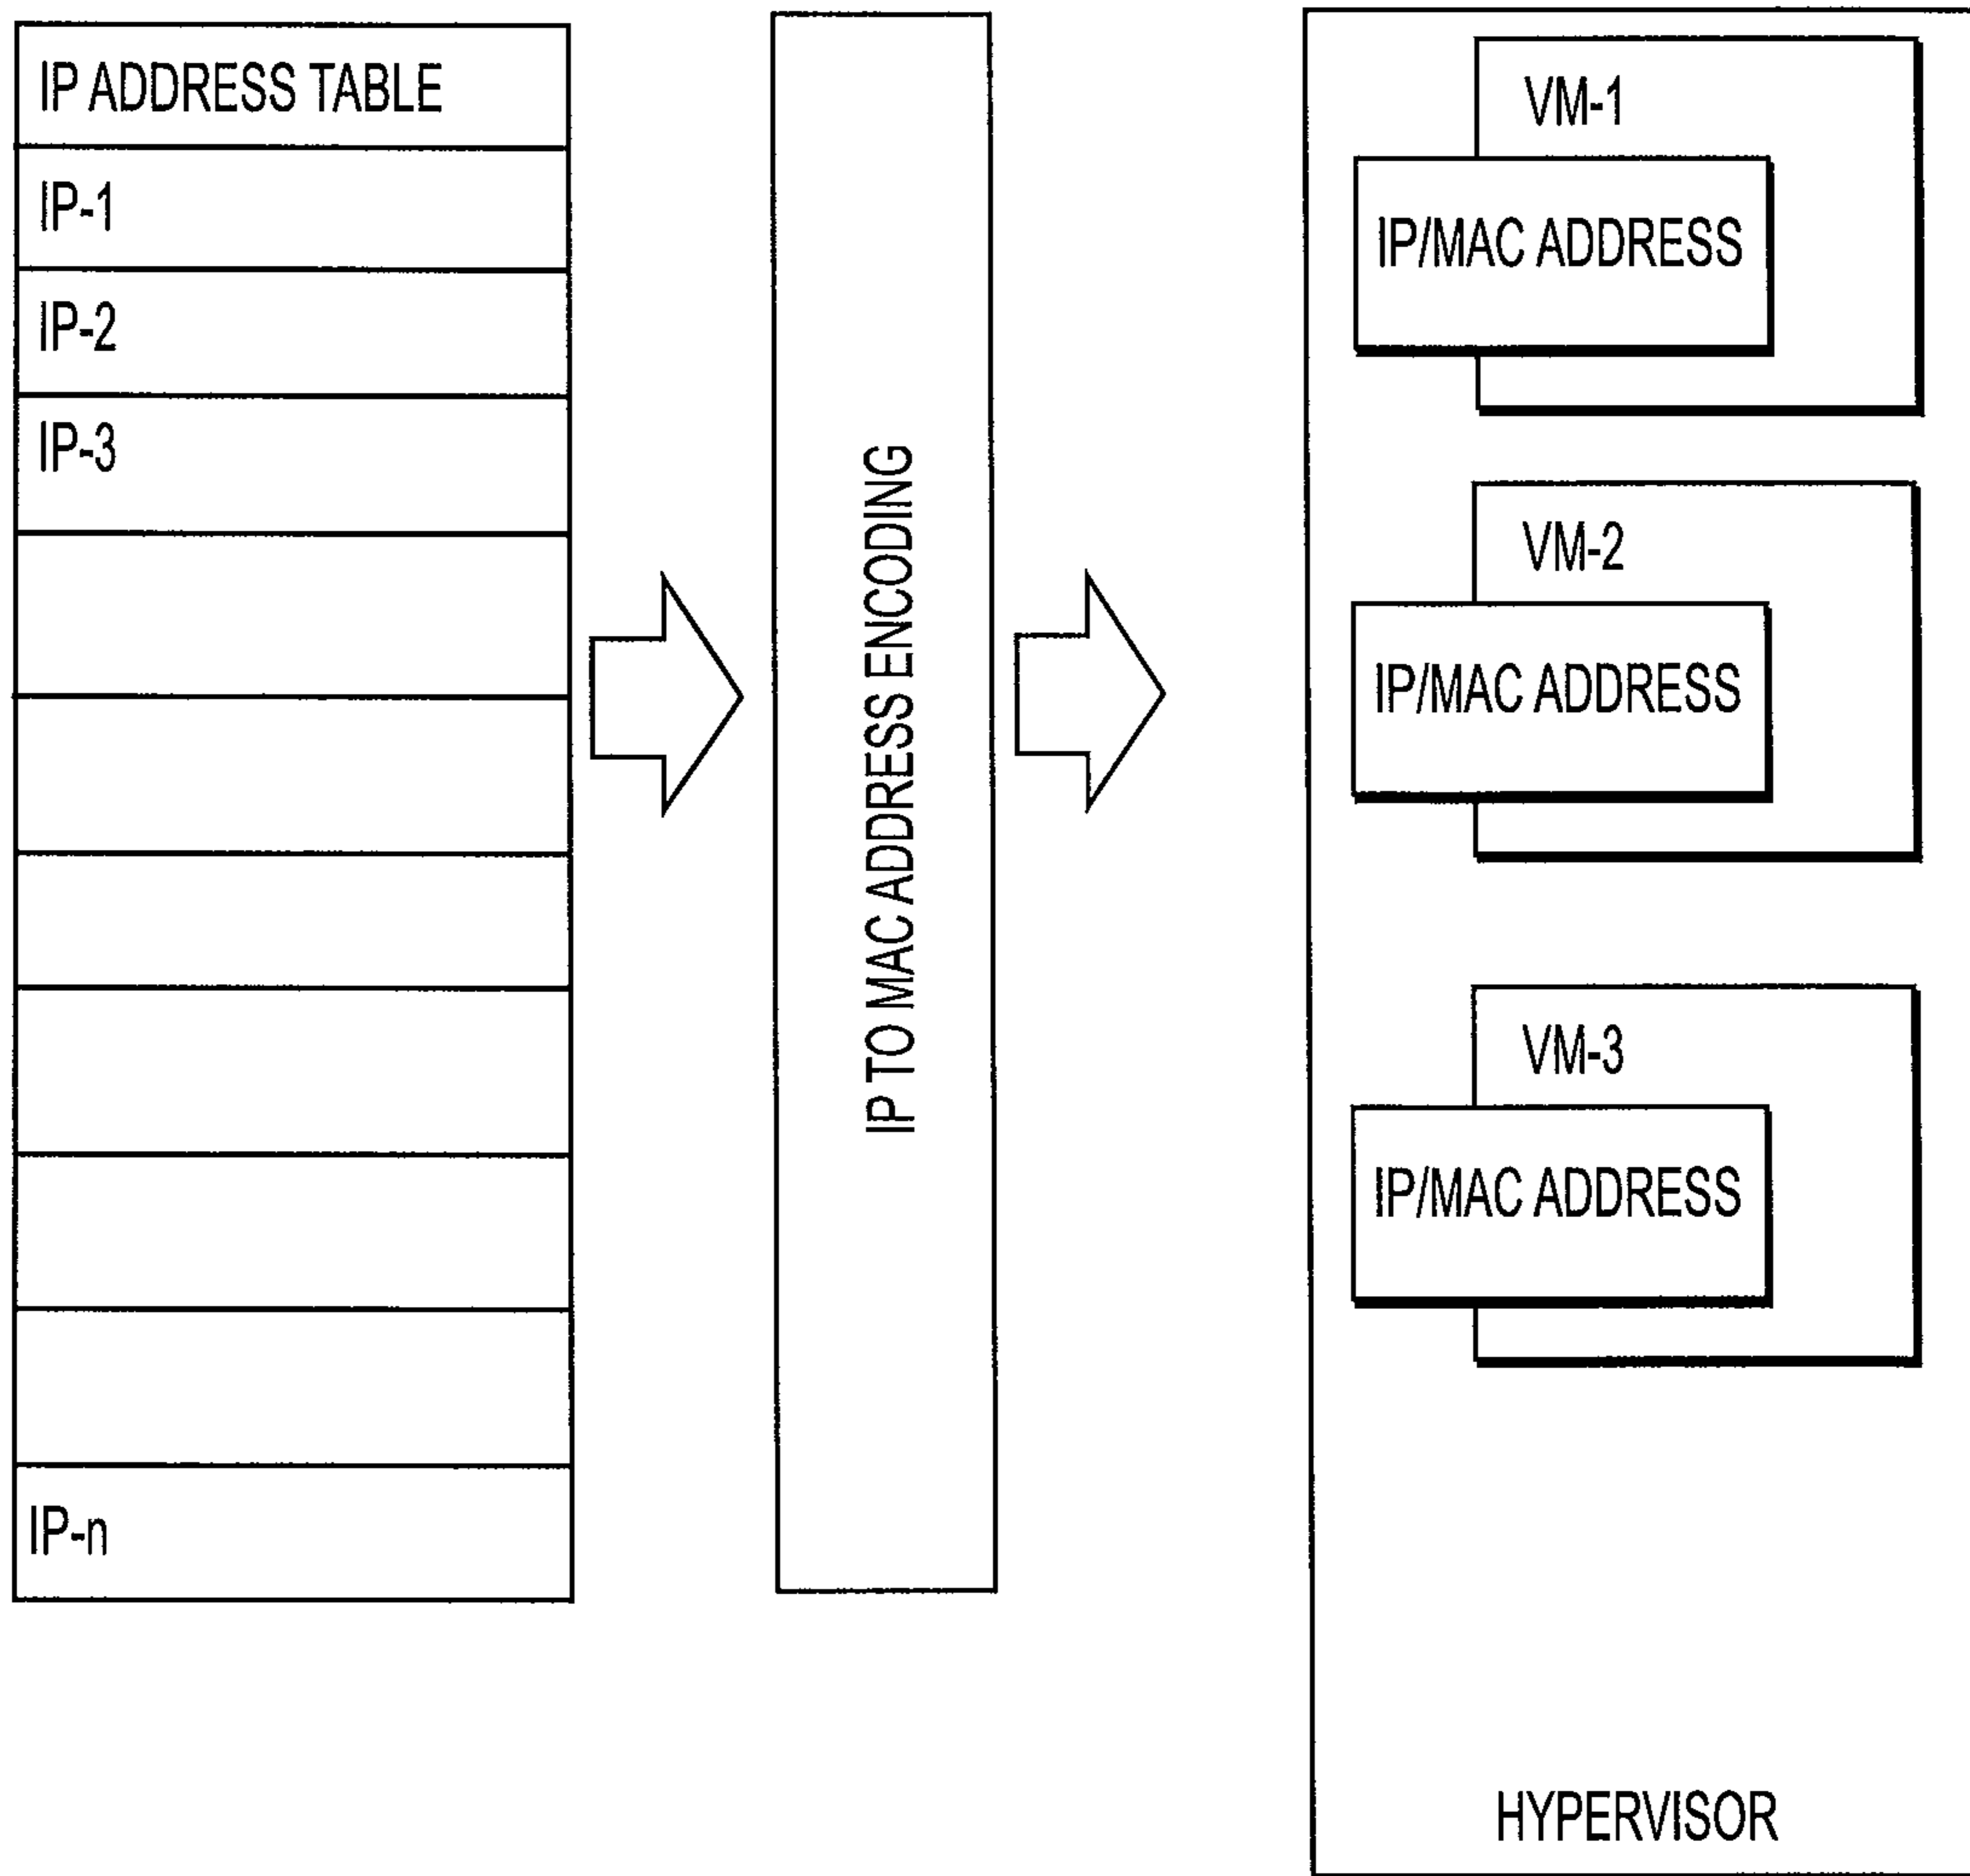 IP ADDRESS TABLE
IP-1
IP-2
IP-3
IP-n
IP TO MAC ADDRESS ENCODING
VM-1
IP/MAC ADDRESS
VM-2
IP/MAC ADDRESS
VM-3
IP/MAC ADDRESS
HYPERVISOR